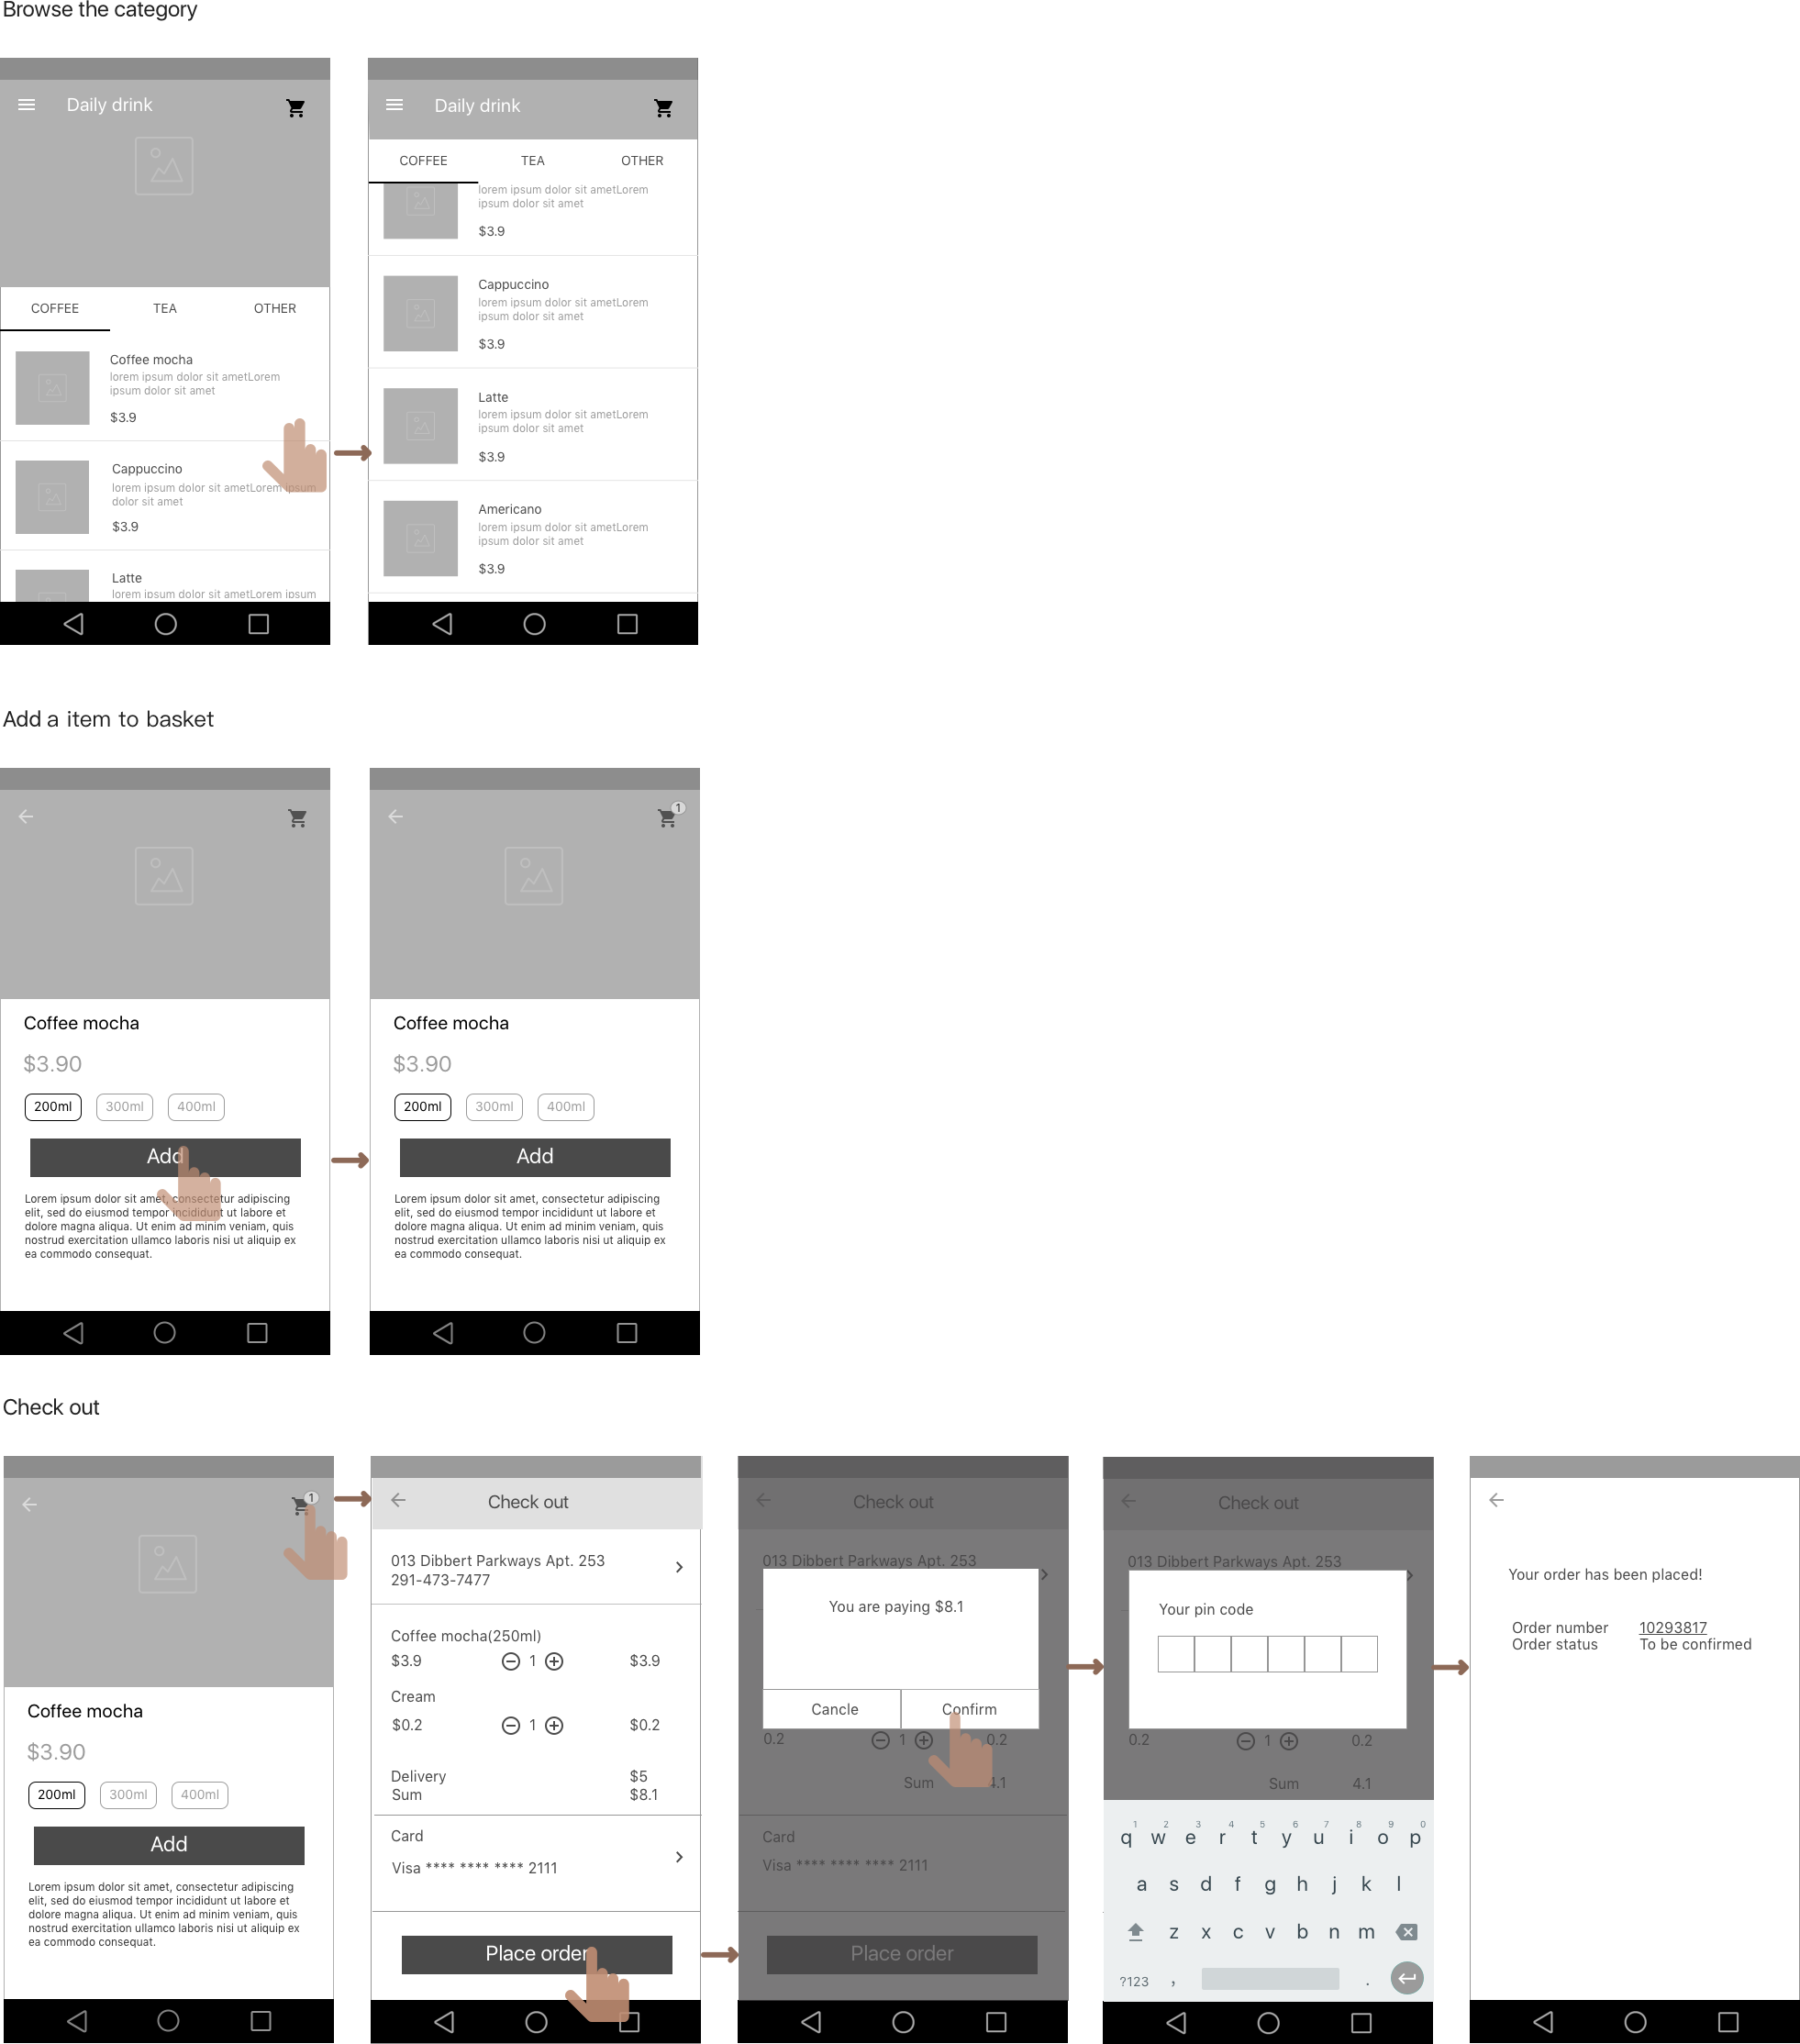 Browse the category
Daily drink
COFFEE TEA OTHER
Coffee mocha
lorem ipsum dolor sit ametLorem
ipsum dolor sit amet
$3.9
Cappuccino
lorem ipsum dolor sit ametLorem ipsum
dolor sit amet
$3.9
Latte
lorem ipsum dolor sit ametLorem ipsum
Daily drink
COFFEE TEA OTHER
lorem ipsum dolor sit ametLorem
ipsum dolor sit amet
$3.9
Cappuccino
lorem ipsum dolor sit ametLorem
ipsum dolor sit amet
$3.9
Latte
lorem ipsum dolor sit ametLorem
ipsum dolor sit amet
$3.9
Americano
lorem ipsum dolor sit ametLorem
ipsum dolor sit amet
$3.9
Add a item to basket
Coffee mocha
$3.90
200ml 300ml 400ml
Add
Lorem ipsum dolor sit amet, consectetur adipiscing
elit, sed do eiusmod tempor incididunt ut labore et
dolore magna aliqua. Ut enim ad minim veniam, quis
nostrud exercitation ullamco laboris nisi ut aliquip ex
ea commodo consequat.
1
Coffee mocha
$3.90
200ml 300ml 400ml
Add
Lorem ipsum dolor sit amet, consectetur adipiscing
elit, sed do eiusmod tempor incididunt ut labore et
dolore magna aliqua. Ut enim ad minim veniam, quis
nostrud exercitation ullamco laboris nisi ut aliquip ex
ea commodo consequat.
Check out
1
Coffee mocha
$3.90
200ml 300ml 400ml
Add
Lorem ipsum dolor sit amet, consectetur adipiscing
elit, sed do eiusmod tempor incididunt ut labore et
dolore magna aliqua. Ut enim ad minim veniam, quis
nostrud exercitation ullamco laboris nisi ut aliquip ex
ea commodo consequat.
Check out
013 Dibbert Parkways Apt. 253
291-473-7477
Coffee mocha(250ml)
$3.9 1 $3.9
Cream
$0.2 1 $0.2
Delivery $5
Sum $8.1
Card
Visa **** **** **** 2111
Place order
Check out
013 Dibbert Parkways Apt. 253
You are paying $8.1
Cancle Confirm
0.2 1 0.2
Sum 4.1
Card
Visa **** **** **** 2111
Place order
Check out
013 Dibbert Parkways Apt. 253
Your pin code
0.2 1 0.2
Sum 4.1
1 2 3 4 5 6 7 8 9 0
q w e r t y u i o p
a s d f g h j k l
z x c v b n m
?123 , .
Your order has been placed!
Order number 10293817
Order status To be confirmed